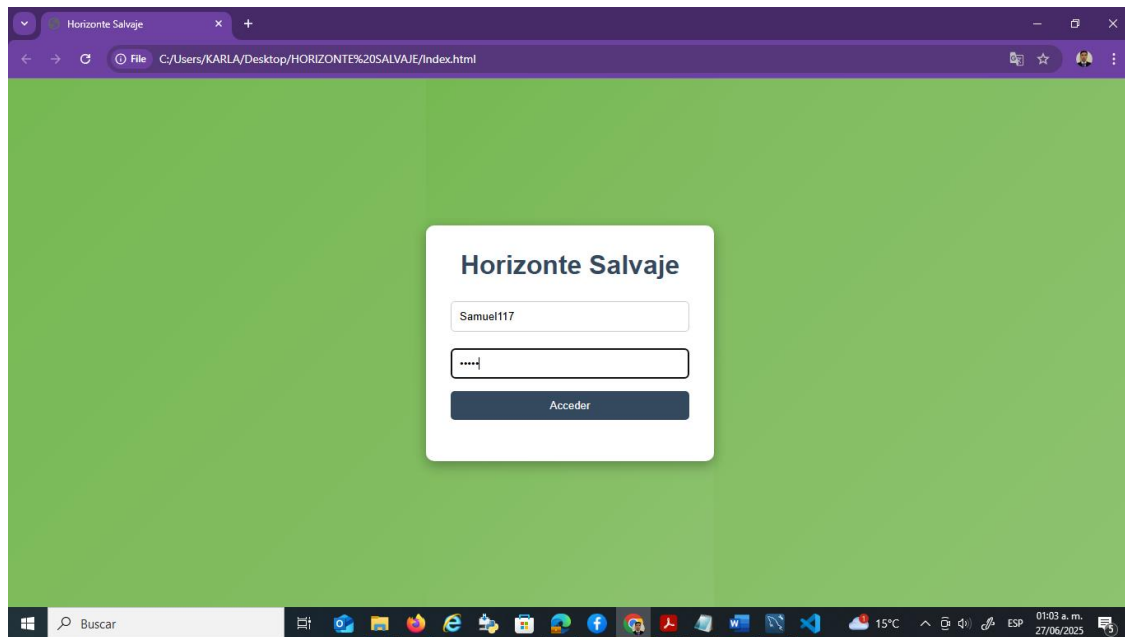 Horizonte Salvaje
File C:/Users/KARLA/Desktop/HORIZONTE%20SALVAJE/Index.html
Horizonte Salvaje
Samuel117
•••••
Acceder
Buscar
15°C ESP 01:03 a. m.
27/06/2025
5